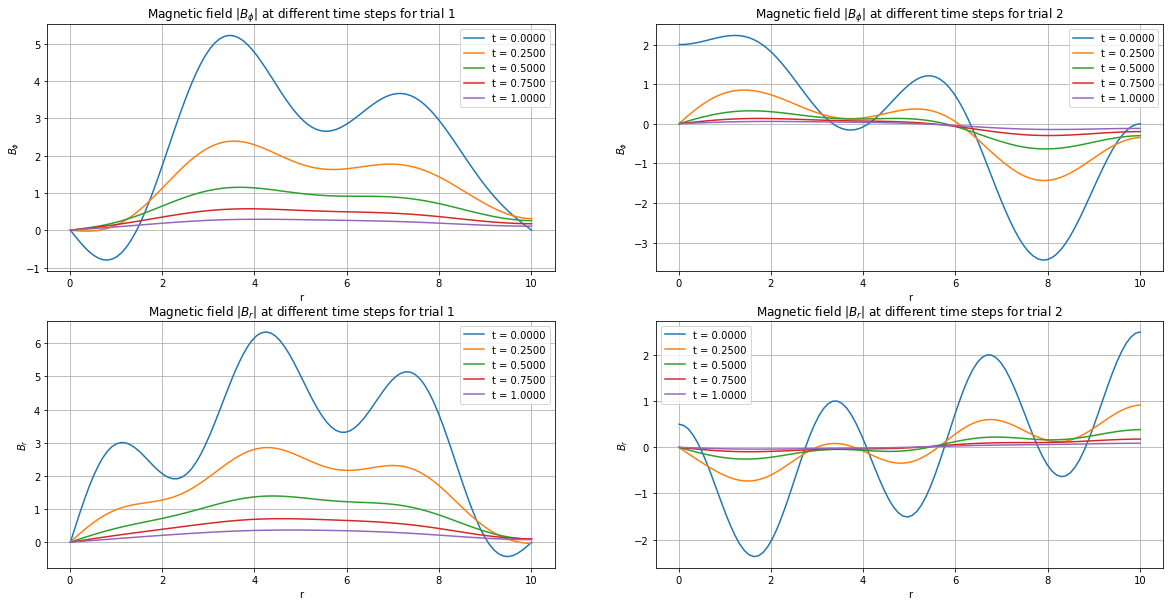 Magnetic field |B_ϕ| at different time steps for trial 1
5
4
3
2
1
0
−1
B_ϕ
t = 0.0000
t = 0.2500
t = 0.5000
t = 0.7500
t = 1.0000
0 2 4 6 8 10
r
Magnetic field |B_ϕ| at different time steps for trial 2
2
1
0
−1
−2
−3
B_ϕ
t = 0.0000
t = 0.2500
t = 0.5000
t = 0.7500
t = 1.0000
0 2 4 6 8 10
r
Magnetic field |B_r| at different time steps for trial 1
6
5
4
3
2
1
0
B_r
t = 0.0000
t = 0.2500
t = 0.5000
t = 0.7500
t = 1.0000
0 2 4 6 8 10
r
Magnetic field |B_r| at different time steps for trial 2
2
1
0
−1
−2
B_r
t = 0.0000
t = 0.2500
t = 0.5000
t = 0.7500
t = 1.0000
0 2 4 6 8 10
r